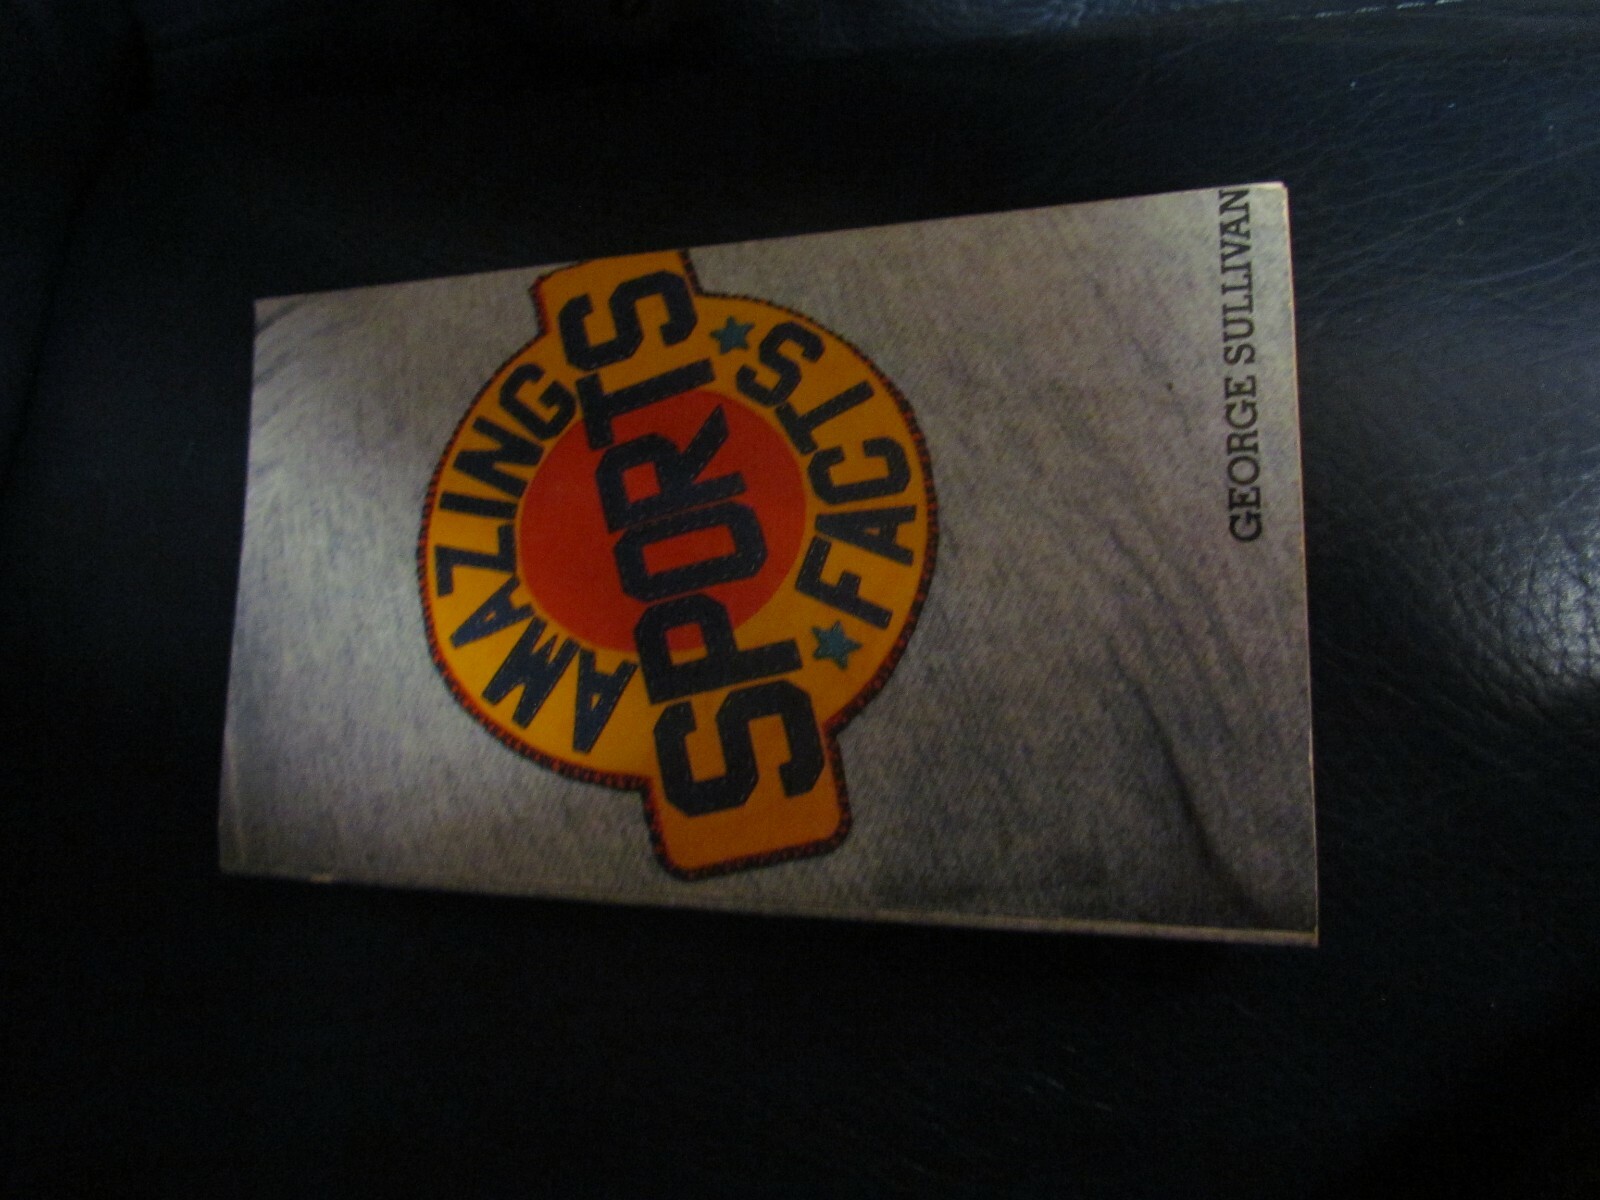 AMAZING
SPORTS
FACTS
GEORGE SULLIVAN